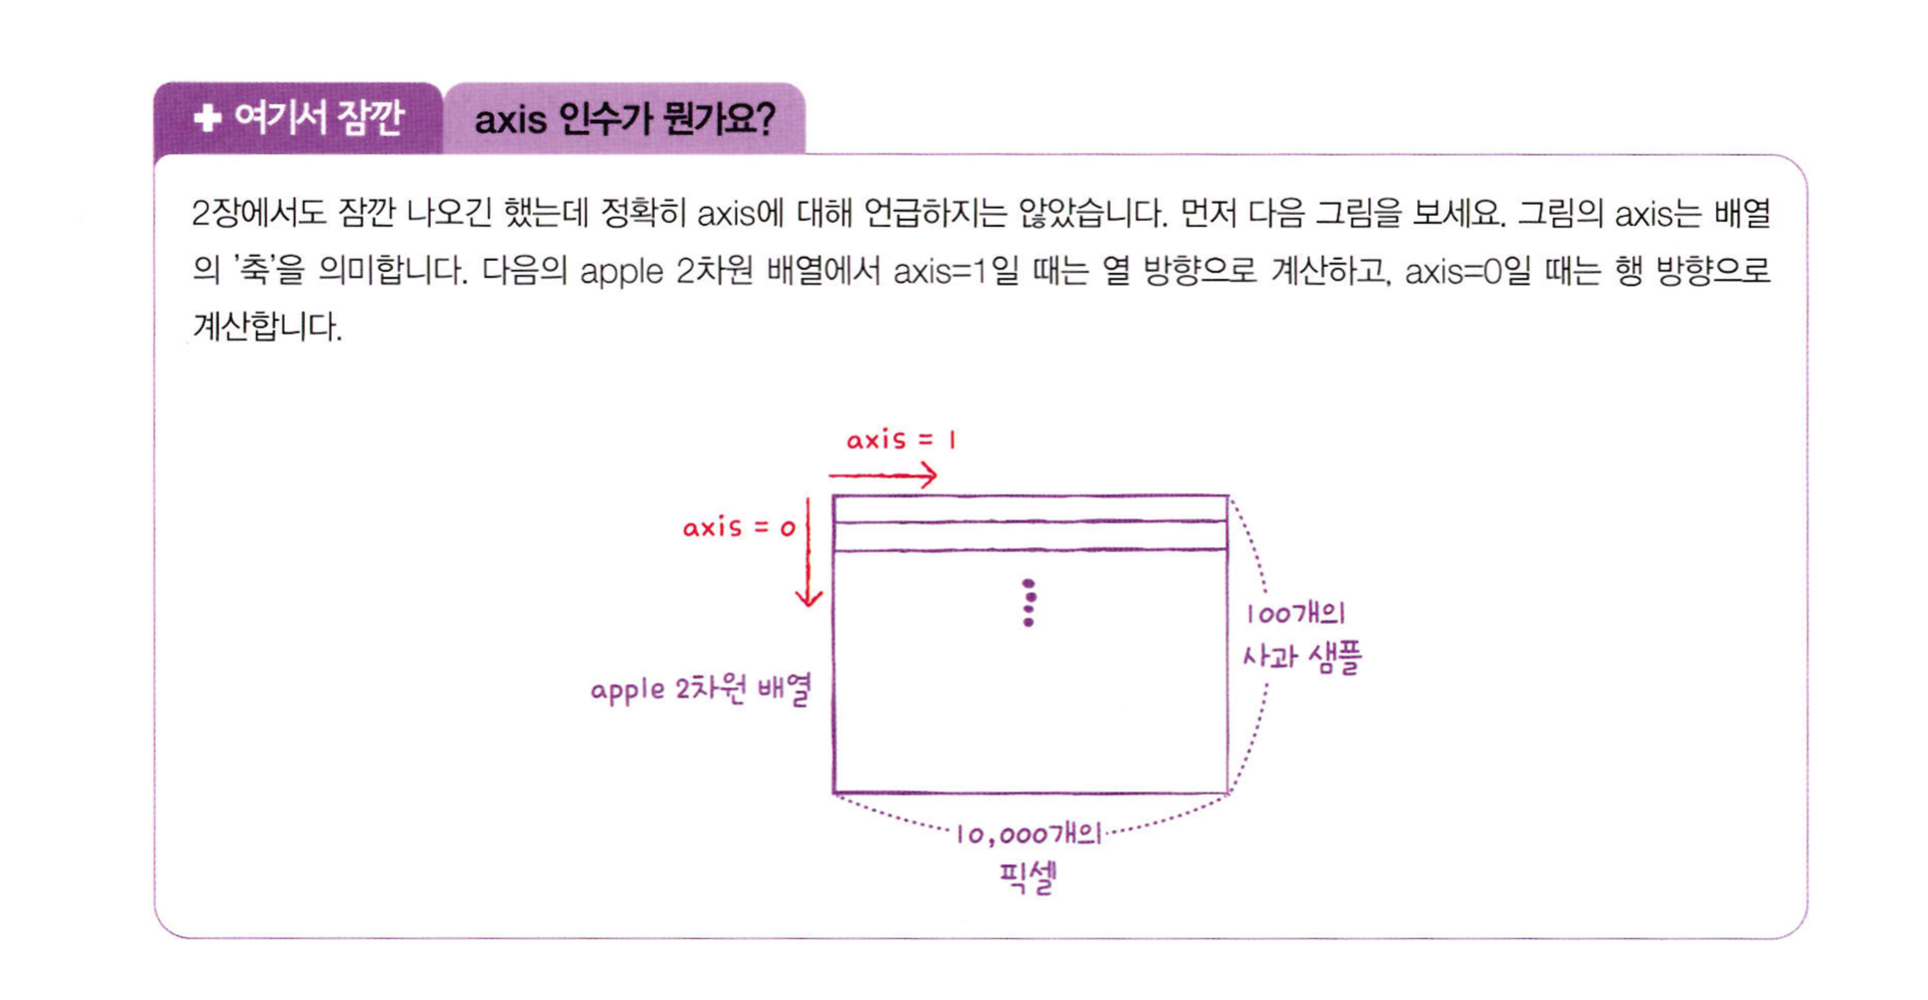 ✚ 여기서 잠깐 axis 인수가 뭔가요?
2장에서도 잠깐 나오긴 했는데 정확히 axis에 대해 언급하지는 않았습니다. 먼저 다음 그림을 보세요. 그림의 axis는 배열
의 '축'을 의미합니다. 다음의 apple 2차원 배열에서 axis=1일 때는 열 방향으로 계산하고, axis=0일 때는 행 방향으로
계산합니다.
axis = 1
axis = 0
100개의
사과 샘플
apple 2차원 배열
10,000개의
픽셀